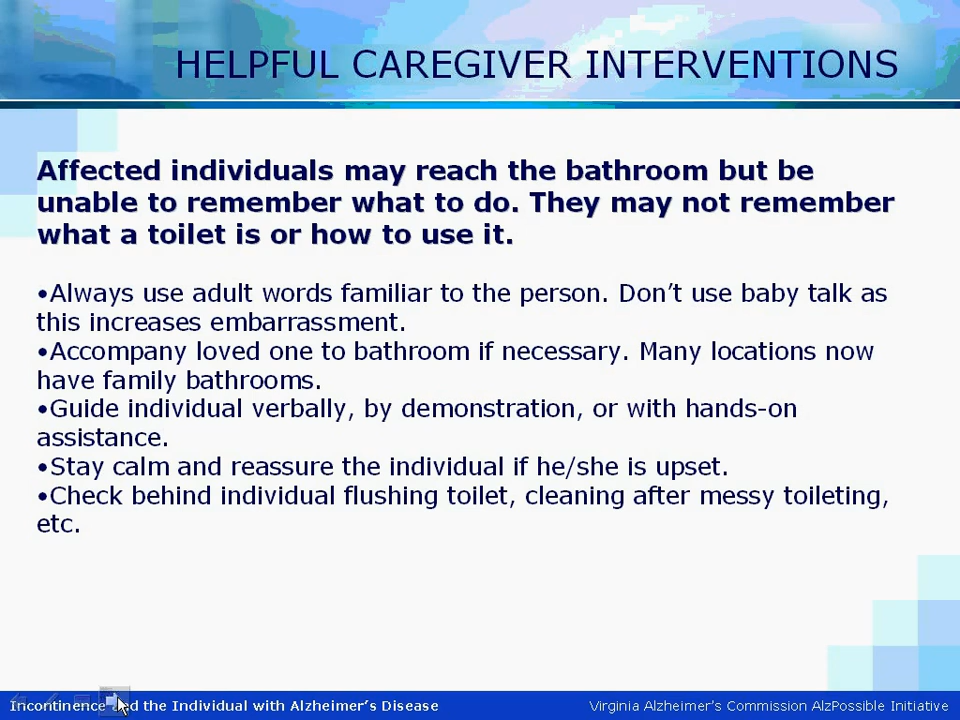 HELPFUL CAREGIVER INTERVENTIONS
Affected individuals may reach the bathroom but be
unable to remember what to do. They may not remember
what a toilet is or how to use it.
•Always use adult words familiar to the person. Don't use baby talk as
this increases embarrassment.
•Accompany loved one to bathroom if necessary. Many locations now
have family bathrooms.
•Guide individual verbally, by demonstration, or with hands-on
assistance.
•Stay calm and reassure the individual if he/she is upset.
•Check behind individual flushing toilet, cleaning after messy toileting,
etc.
Incontinence and the Individual with Alzheimer's Disease
Virginia Alzheimer's Commission AlzPossible Initiative